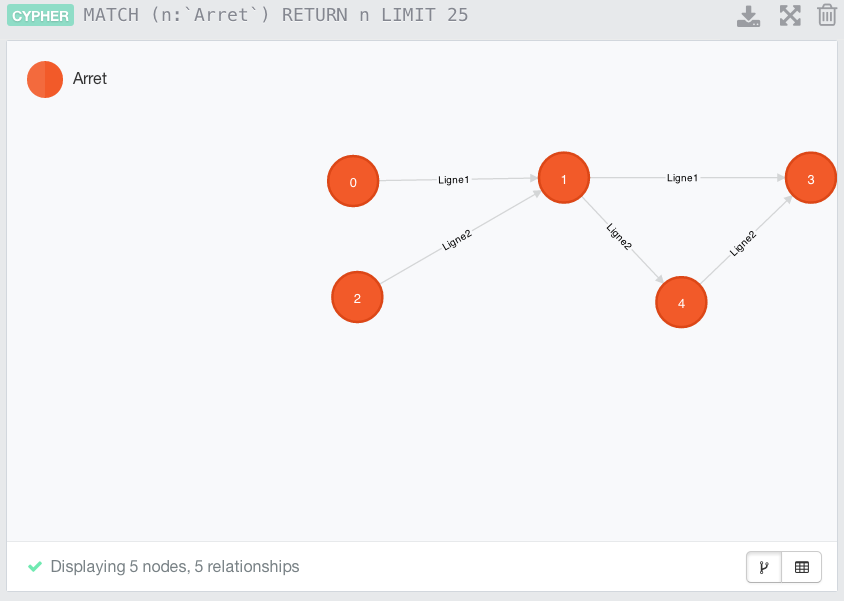 CYPHER MATCH (n:`Arret`) RETURN n LIMIT 25
Arret
0 Ligne1 1 Ligne1 3
Ligne2 Ligne2 Ligne2
2 4
Displaying 5 nodes, 5 relationships